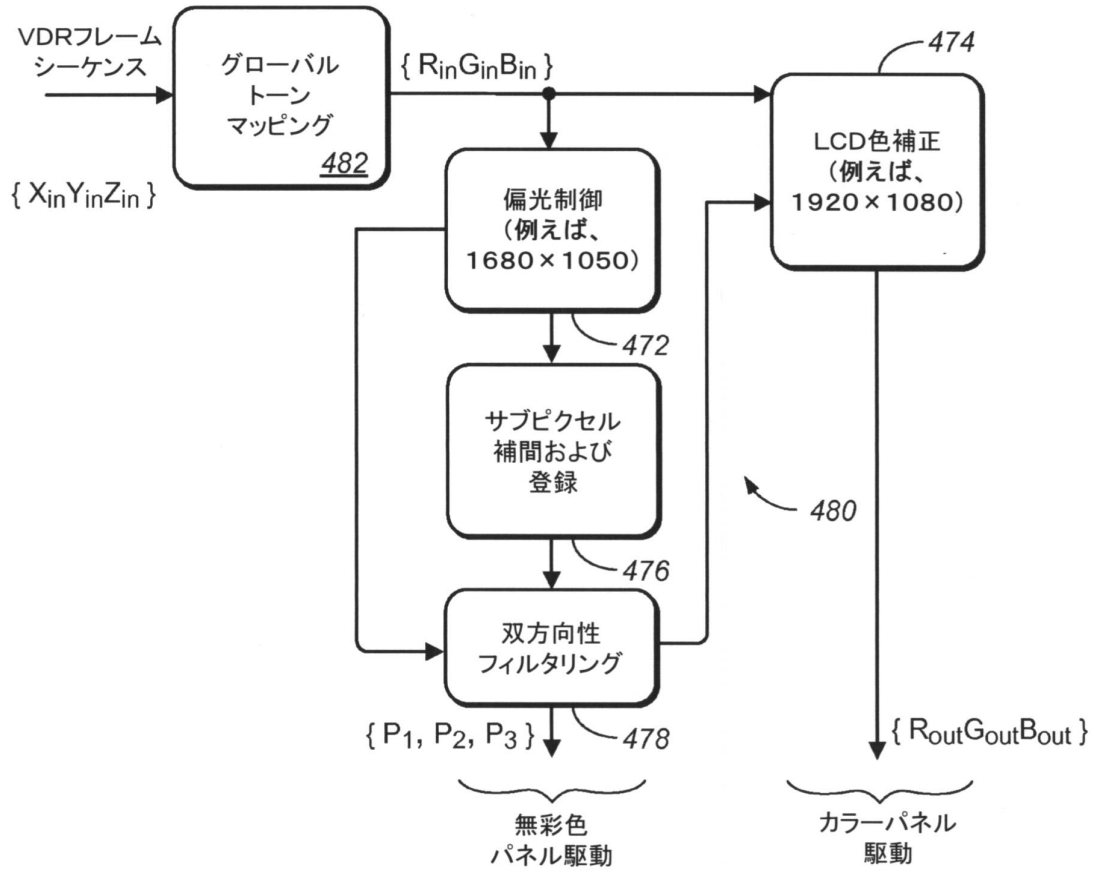 VDRフレーム
シーケンス
グローバル
トーン
マッピング
482
{ RinGinBin }
474
LCD色補正
(例えば、
1920×1080)
{ XinYinZin }
偏光制御
(例えば、
1680×1050)
472
サブピクセル
補間および
登録
480
476
双方向性
フィルタリング
478
{ P1, P2, P3 }
{ RoutGoutBout }
無彩色
パネル駆動
カラーパネル
駆動